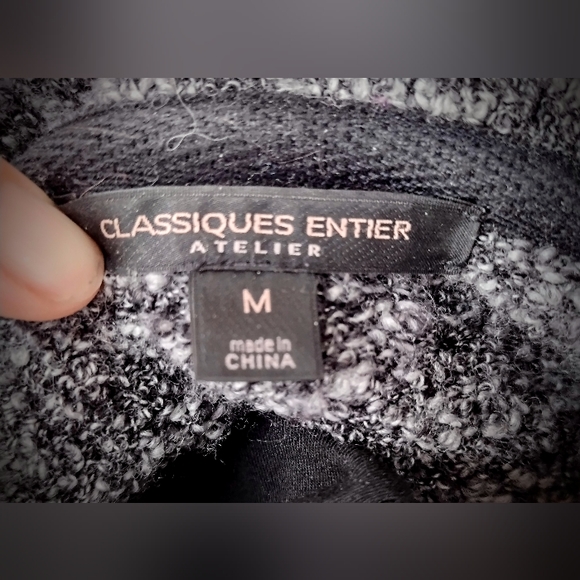 CLASSIQUES ENTIER
ATELIER
M
made in
CHINA